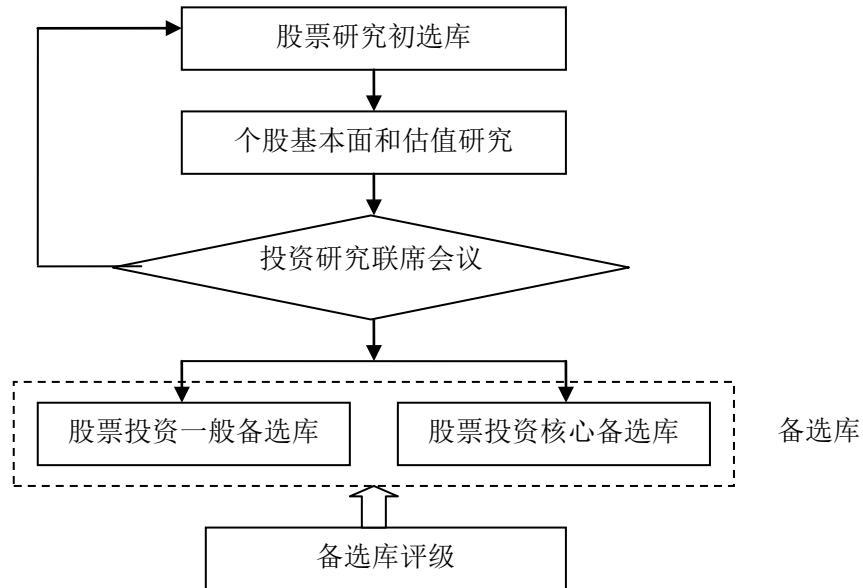 股票研究初选库
个股基本面和估值研究
投资研究联席会议
股票投资一般备选库
股票投资核心备选库
备选库
备选库评级